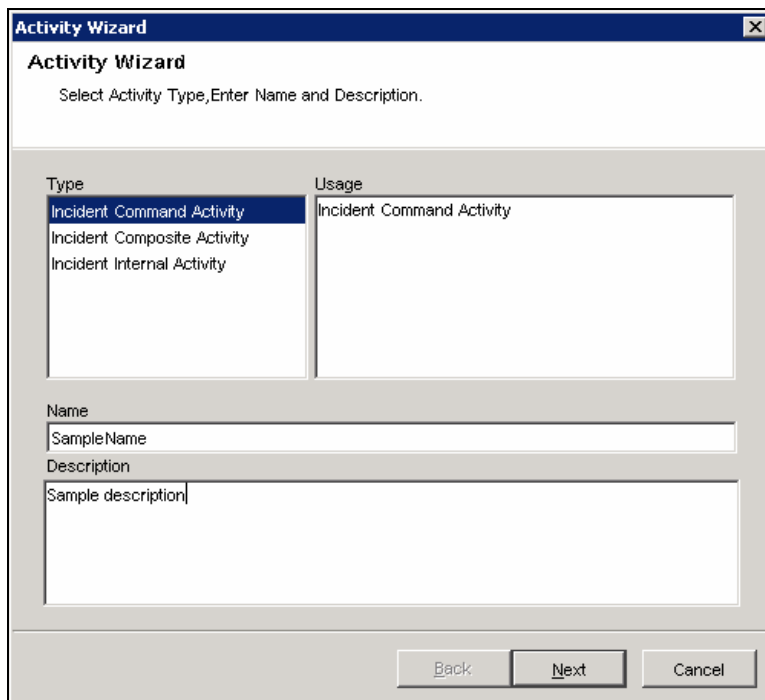 Activity Wizard
Activity Wizard
Select Activity Type,Enter Name and Description.
Type
Usage
Incident Command Activity
Incident Composite Activity
Incident Internal Activity
Incident Command Activity
Name
SampleName
Description
Sample description
Back
Next
Cancel